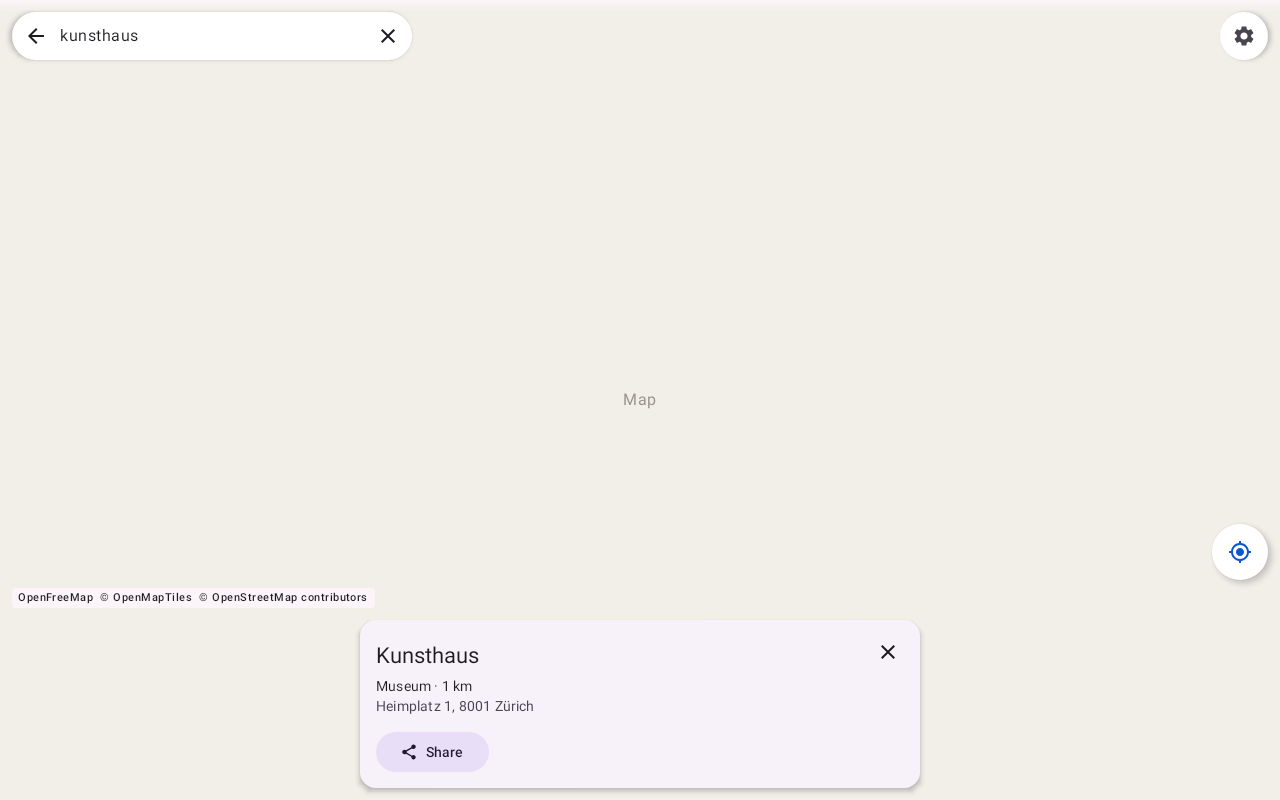 kunsthaus
Map
OpenFreeMap © OpenMapTiles © OpenStreetMap contributors
Kunsthaus
Museum · 1 km
Heimplatz 1, 8001 Zürich
Share